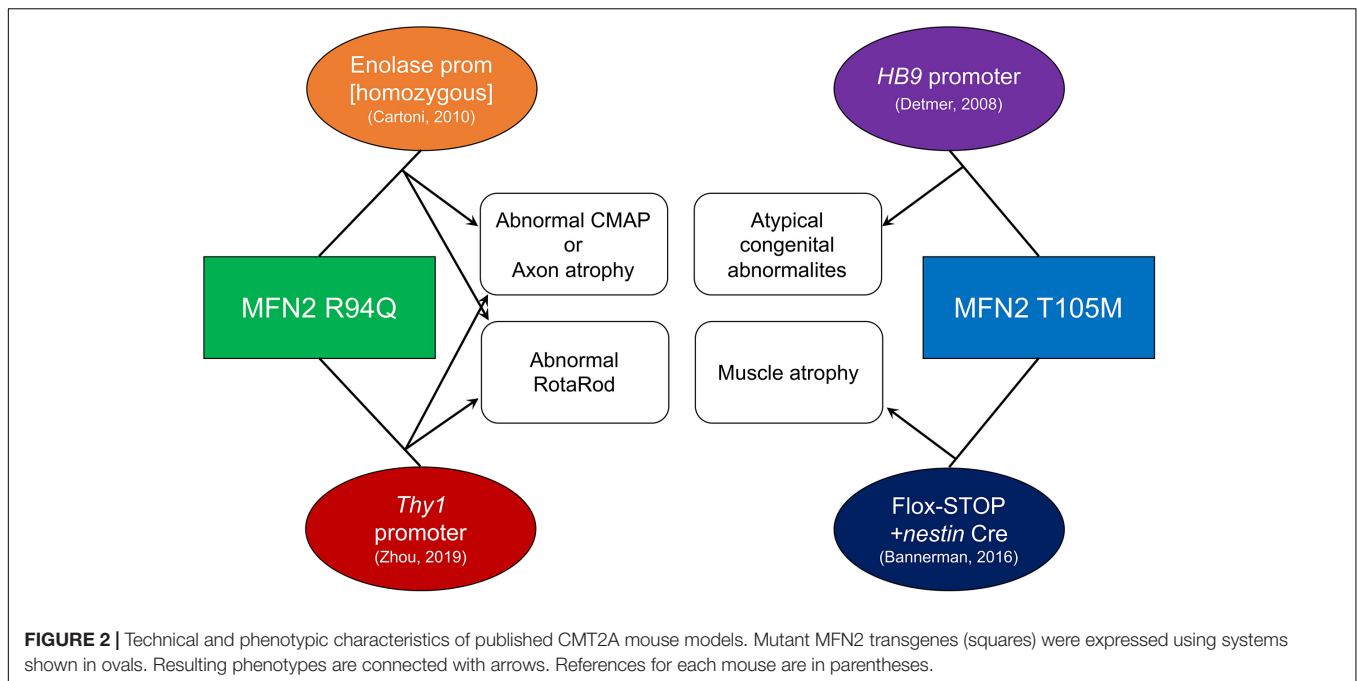 Enolase prom
[homozygous]
(Cartoni, 2010)
HB9 promoter
(Detmer, 2008)
Abnormal CMAP
or
Axon atrophy
Atypical
congenital
abnormalites
MFN2 R94Q
MFN2 T105M
Abnormal
RotaRod
Muscle atrophy
Thy1
promoter
(Zhou, 2019)
Flox-STOP
+nestin Cre
(Bannerman, 2016)
FIGURE 2 | Technical and phenotypic characteristics of published CMT2A mouse models. Mutant MFN2 transgenes (squares) were expressed using systems
shown in ovals. Resulting phenotypes are connected with arrows. References for each mouse are in parentheses.